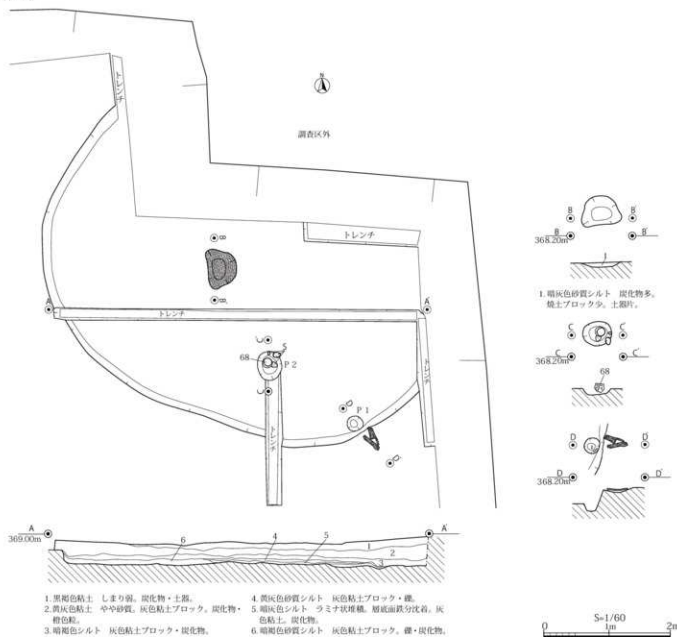 N
調査区外
トレンチ
トレンチ
B
B'
A
A'
トレンチ
C
68
S
P 2
C'
トレンチ
トレンチ
P 1
D
D'
B B'
B B'
368.20m
1
1. 暗灰色砂質シルト 炭化物多。
焼土ブロック少。土器片。
C C'
C C'
368.20m
68
D D'
D D'
368.20m
A A'
369.00m
6 4 5 1 2 3
1. 黒褐色粘土 しまり弱。炭化物・土器。
2. 黄灰色粘土 やや砂質。灰色粘土ブロック。炭化物・
橙色粒。
3. 暗褐色シルト 灰色粘土ブロック・炭化物。
4. 黄灰色砂質シルト 灰色粘土ブロック・礫。
5. 暗灰色シルト ラミナ状堆積。層底面鉄分沈着。灰
色粘土。炭化物。
6. 暗褐色砂質シルト 灰色粘土ブロック。礫・炭化物。
S=1/60
0 1m 2m